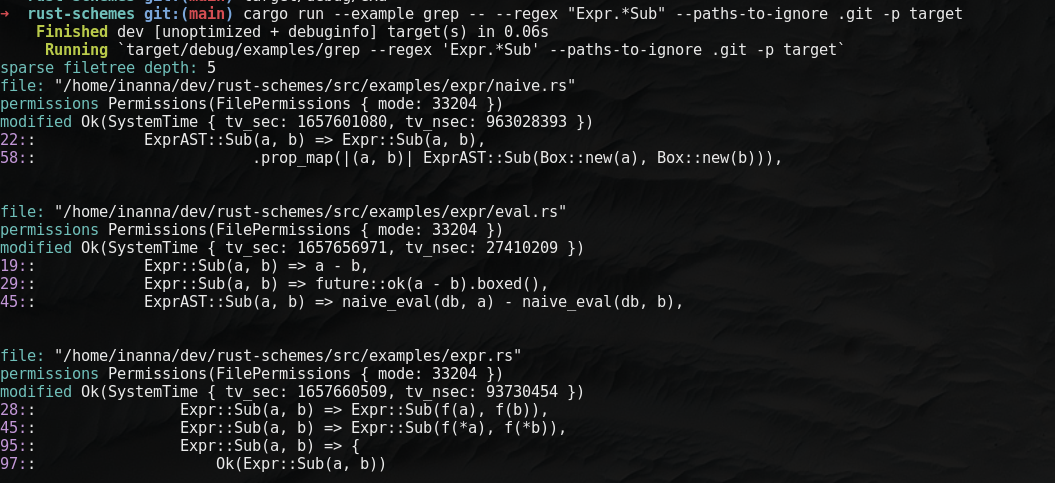 ➜  rust-schemes git:(main) cargo run --example grep -- --regex "Expr.*Sub" --paths-to-ignore .git -p target
    Finished dev [unoptimized + debuginfo] target(s) in 0.06s
     Running `target/debug/examples/grep --regex 'Expr.*Sub' --paths-to-ignore .git -p target`
sparse filetree depth: 5
file: "/home/inanna/dev/rust-schemes/src/examples/expr/naive.rs"
permissions Permissions(FilePermissions { mode: 33204 })
modified Ok(SystemTime { tv_sec: 1657601080, tv_nsec: 963028393 })
22::            ExprAST::Sub(a, b) => Expr::Sub(a, b),
58::                        .prop_map(|(a, b)| ExprAST::Sub(Box::new(a), Box::new(b))),
file: "/home/inanna/dev/rust-schemes/src/examples/expr/eval.rs"
permissions Permissions(FilePermissions { mode: 33204 })
modified Ok(SystemTime { tv_sec: 1657656971, tv_nsec: 27410209 })
19::            Expr::Sub(a, b) => a - b,
29::            Expr::Sub(a, b) => future::ok(a - b).boxed(),
45::            ExprAST::Sub(a, b) => naive_eval(db, a) - naive_eval(db, b),
file: "/home/inanna/dev/rust-schemes/src/examples/expr.rs"
permissions Permissions(FilePermissions { mode: 33204 })
modified Ok(SystemTime { tv_sec: 1657660509, tv_nsec: 93730454 })
28::                Expr::Sub(a, b) => Expr::Sub(f(a), f(b)),
45::                Expr::Sub(a, b) => Expr::Sub(f(*a), f(*b)),
95::                Expr::Sub(a, b) => {
97::                    Ok(Expr::Sub(a, b))